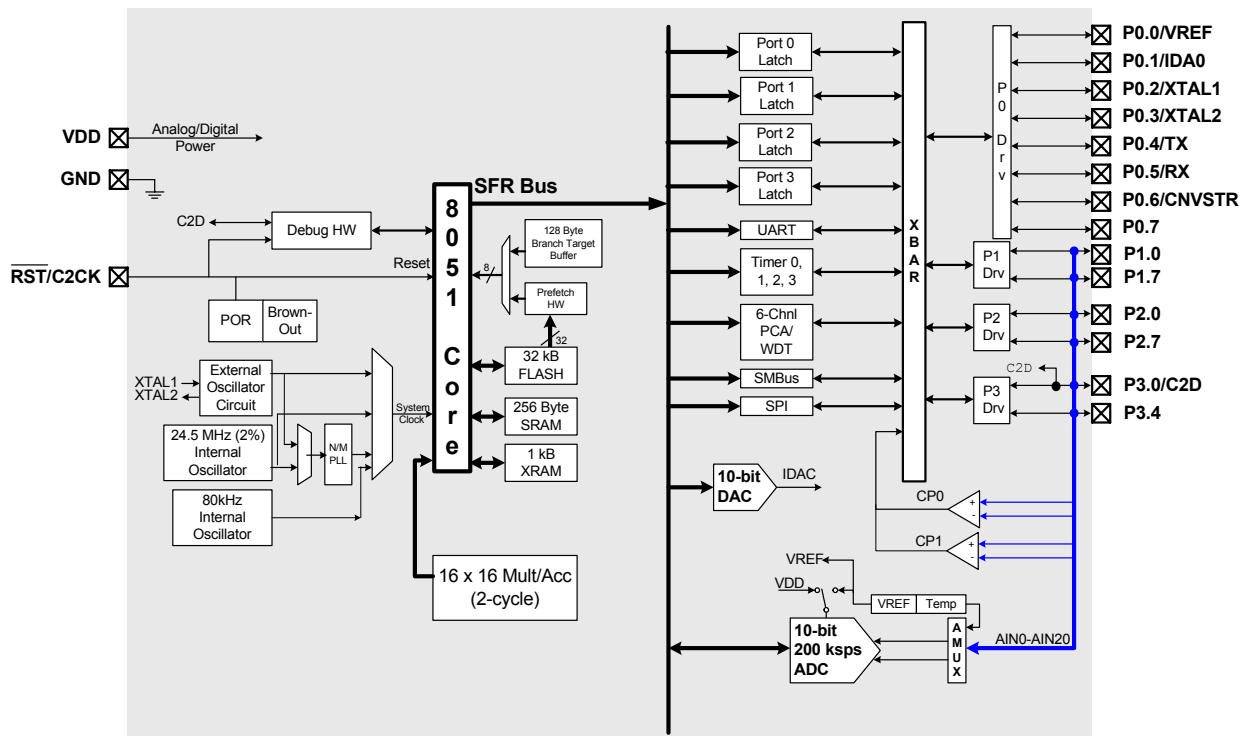 VDD
Analog/Digital
Power
GND
C2D
Debug HW
RST/C2CK
Reset
POR
Brown-
Out
XTAL1
XTAL2
External
Oscillator
Circuit
24.5 MHz (2%)
Internal
Oscillator
N/M
PLL
80kHz
Internal
Oscillator
System
Clock
8051 Core
SFR Bus
128 Byte
Branch Target
Buffer
8
Prefetch
HW
32
32 kB
FLASH
256 Byte
SRAM
1 kB
XRAM
16 x 16 Mult/Acc
(2-cycle)
Port 0
Latch
Port 1
Latch
Port 2
Latch
Port 3
Latch
UART
Timer 0,
1, 2, 3
6-Chnl
PCA/
WDT
SMBus
SPI
10-bit
DAC
IDAC
XBAR
P0 Drv
P1
Drv
P2
Drv
P3
Drv
C2D
CP0
+
-
CP1
+
-
VREF
VDD
VREF
Temp
10-bit
200 ksps
ADC
AMUX
AIN0-AIN20
P0.0/VREF
P0.1/IDA0
P0.2/XTAL1
P0.3/XTAL2
P0.4/TX
P0.5/RX
P0.6/CNVSTR
P0.7
P1.0
P1.7
P2.0
P2.7
P3.0/C2D
P3.4